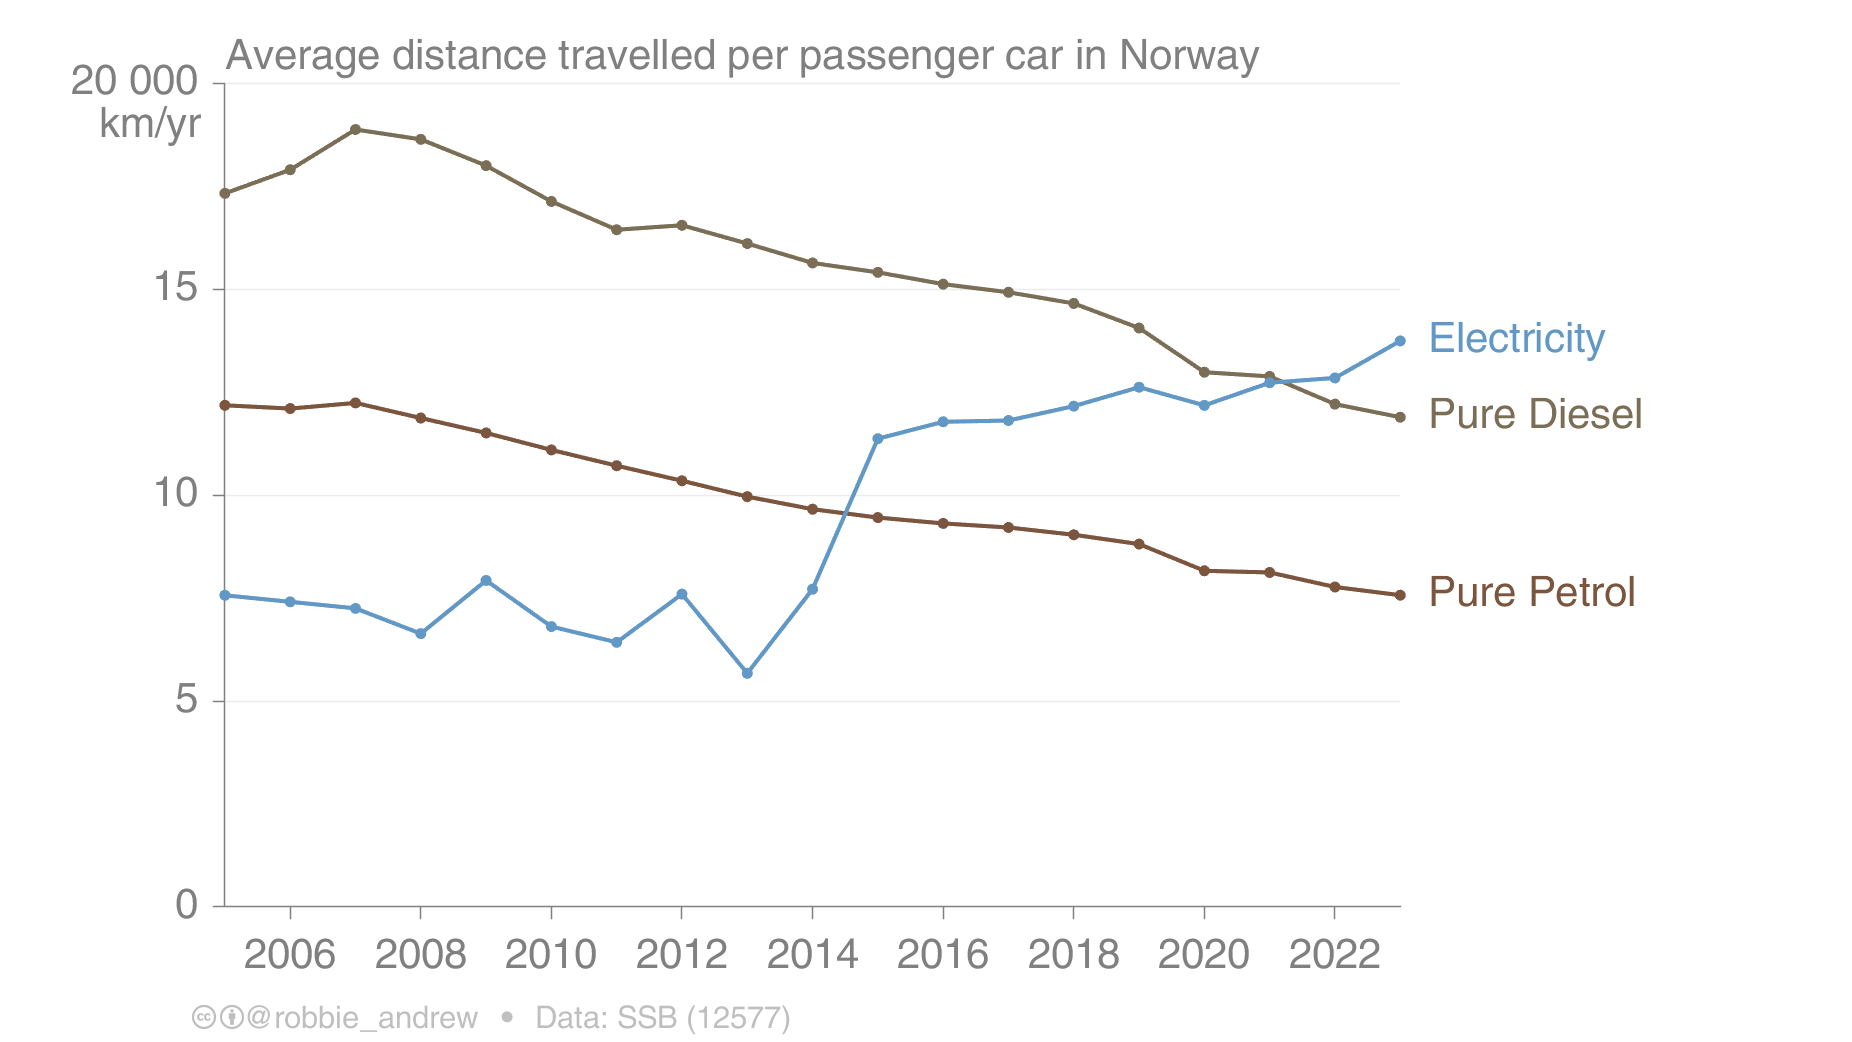 Average distance travelled per passenger car in Norway
20 000
km/yr
15
10
5
0
Electricity
Pure Diesel
Pure Petrol
2006 2008 2010 2012 2014 2016 2018 2020 2022
cc @robbie_andrew • Data: SSB (12577)